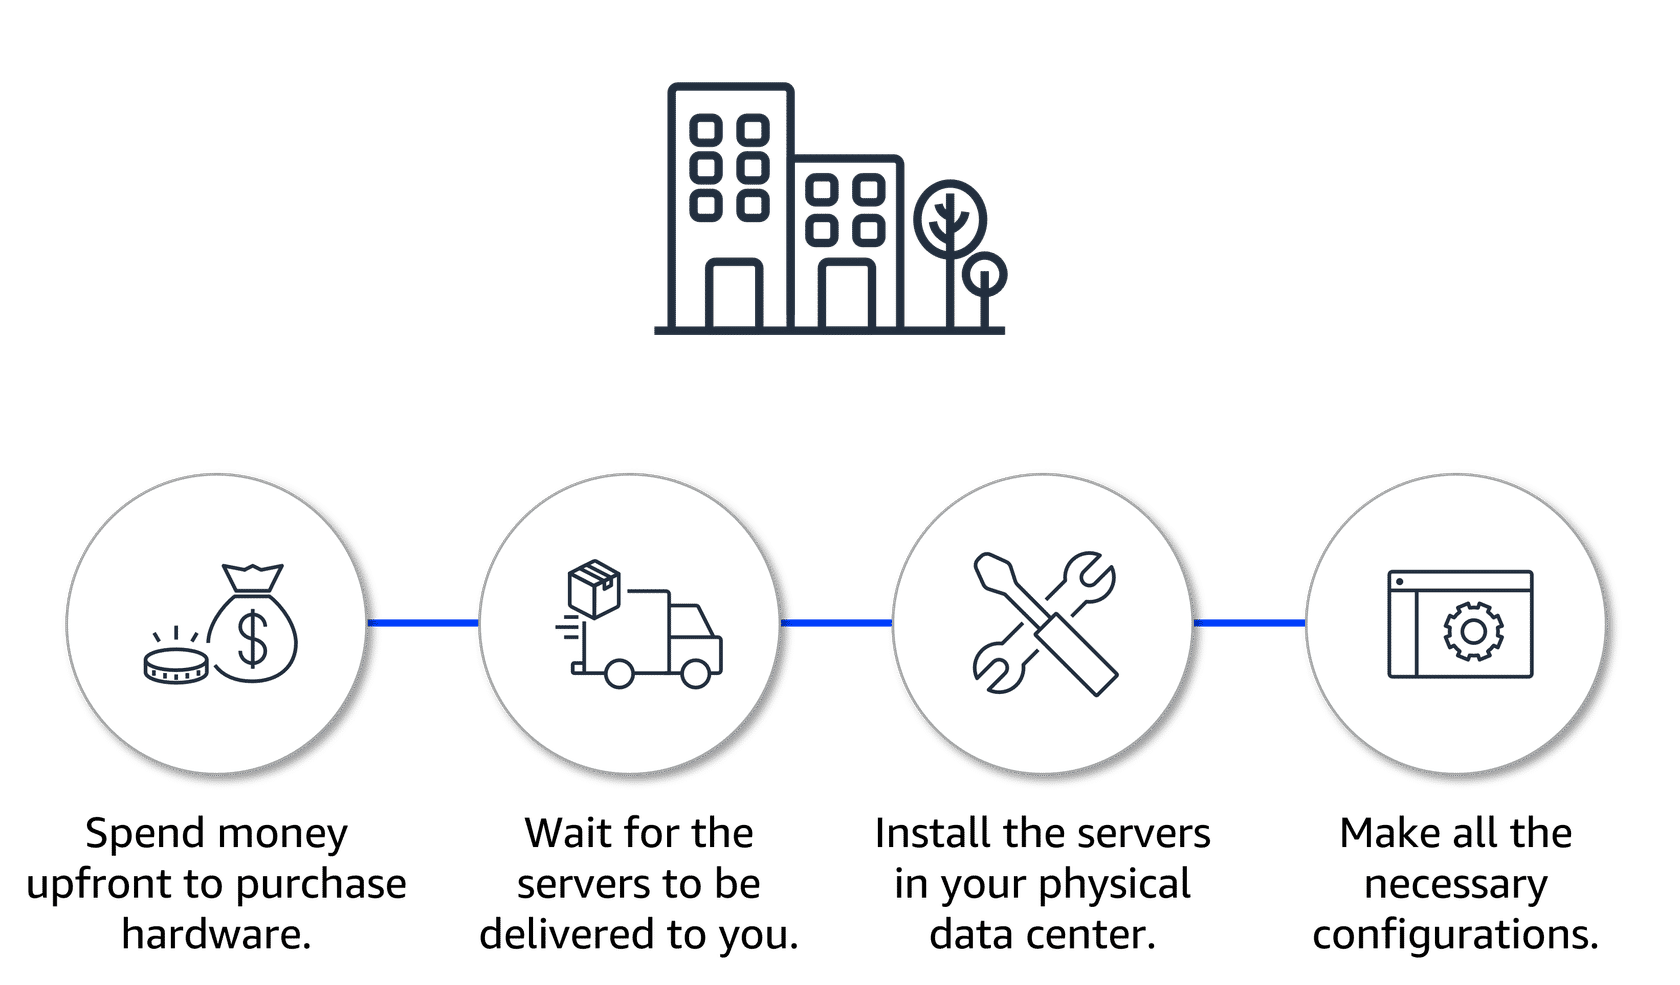 Spend money
upfront to purchase
hardware.
Wait for the
servers to be
delivered to you.
Install the servers
in your physical
data center.
Make all the
necessary
configurations.